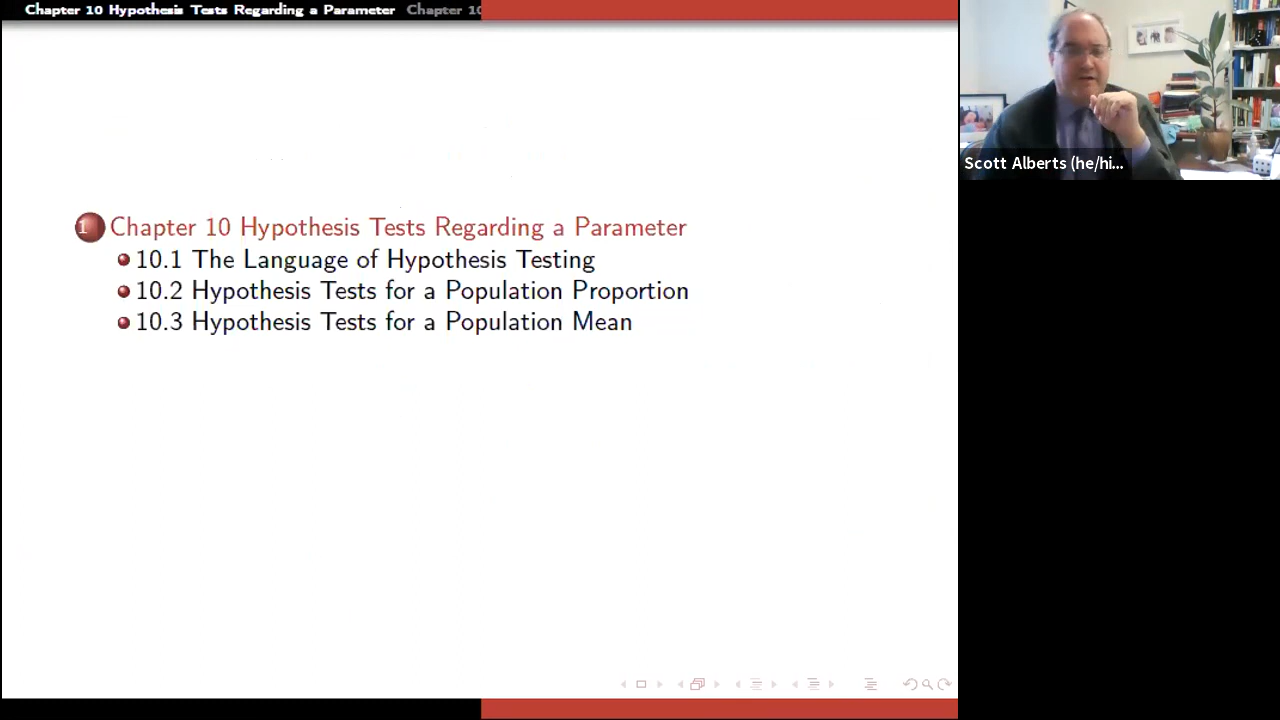 Chapter 10 Hypothesis Tests Regarding a Parameter Chapter 10
1 Chapter 10 Hypothesis Tests Regarding a Parameter
10.1 The Language of Hypothesis Testing
10.2 Hypothesis Tests for a Population Proportion
10.3 Hypothesis Tests for a Population Mean
Scott Alberts (he/hi...